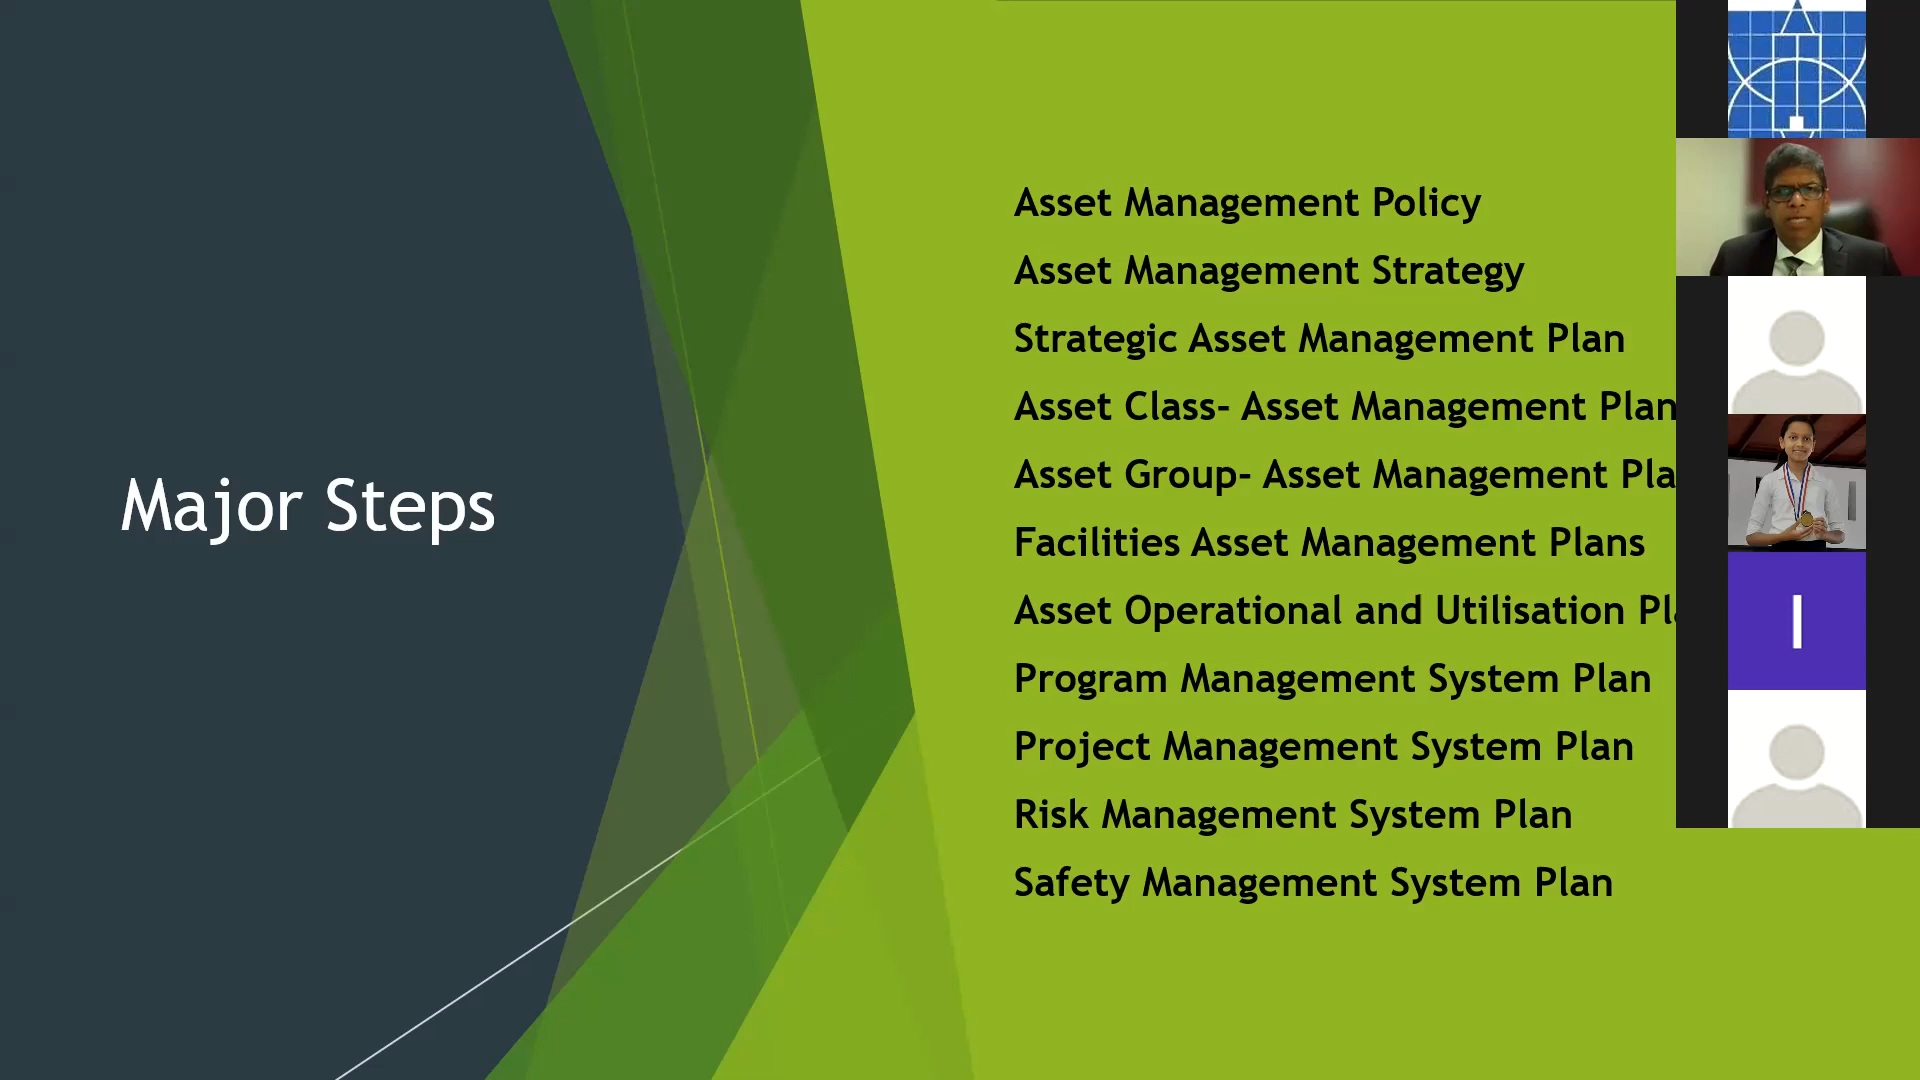 Major Steps
Asset Management Policy
Asset Management Strategy
Strategic Asset Management Plan
Asset Class- Asset Management Plan
Asset Group- Asset Management
Facilities Asset Management Plans
Asset Operational and Utilisation
Program Management System Plan
Project Management System Plan
Risk Management System Plan
Safety Management System Plan
I